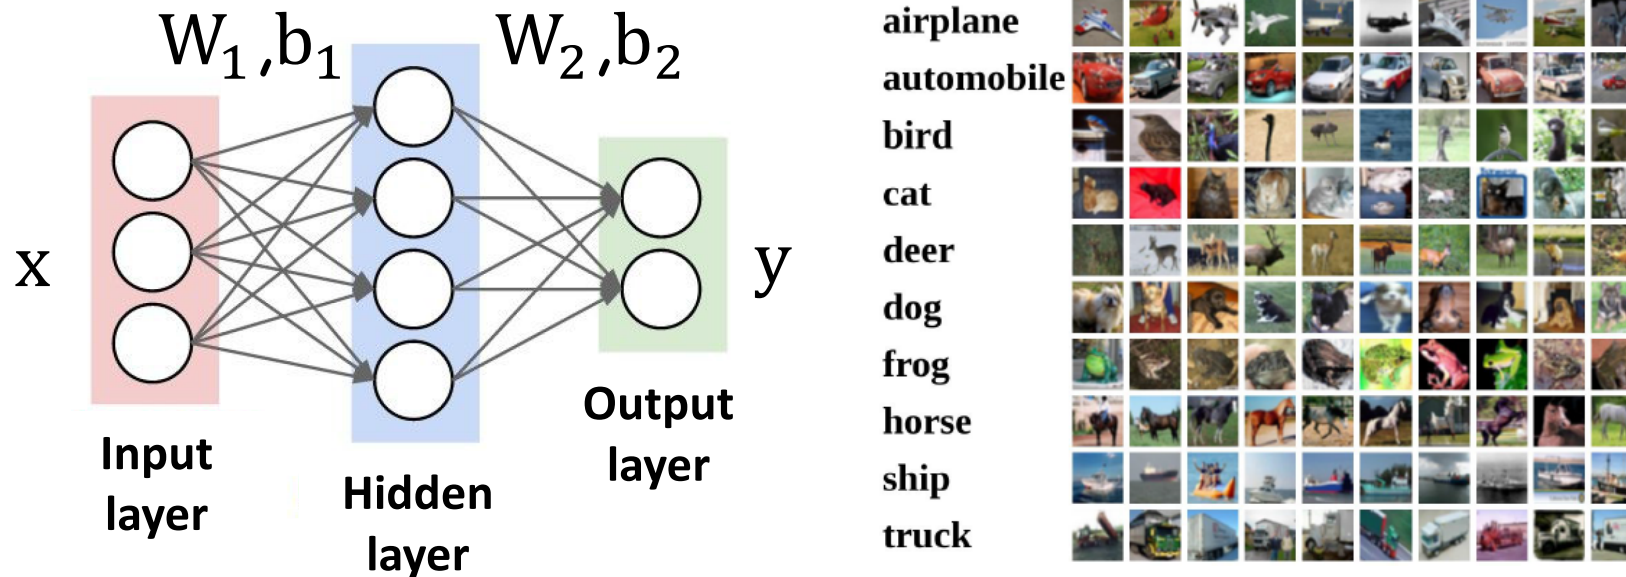 W₁,b₁
W₂,b₂
x
y
Input
layer
Hidden
layer
Output
layer
airplane
automobile
bird
cat
deer
dog
frog
horse
ship
truck